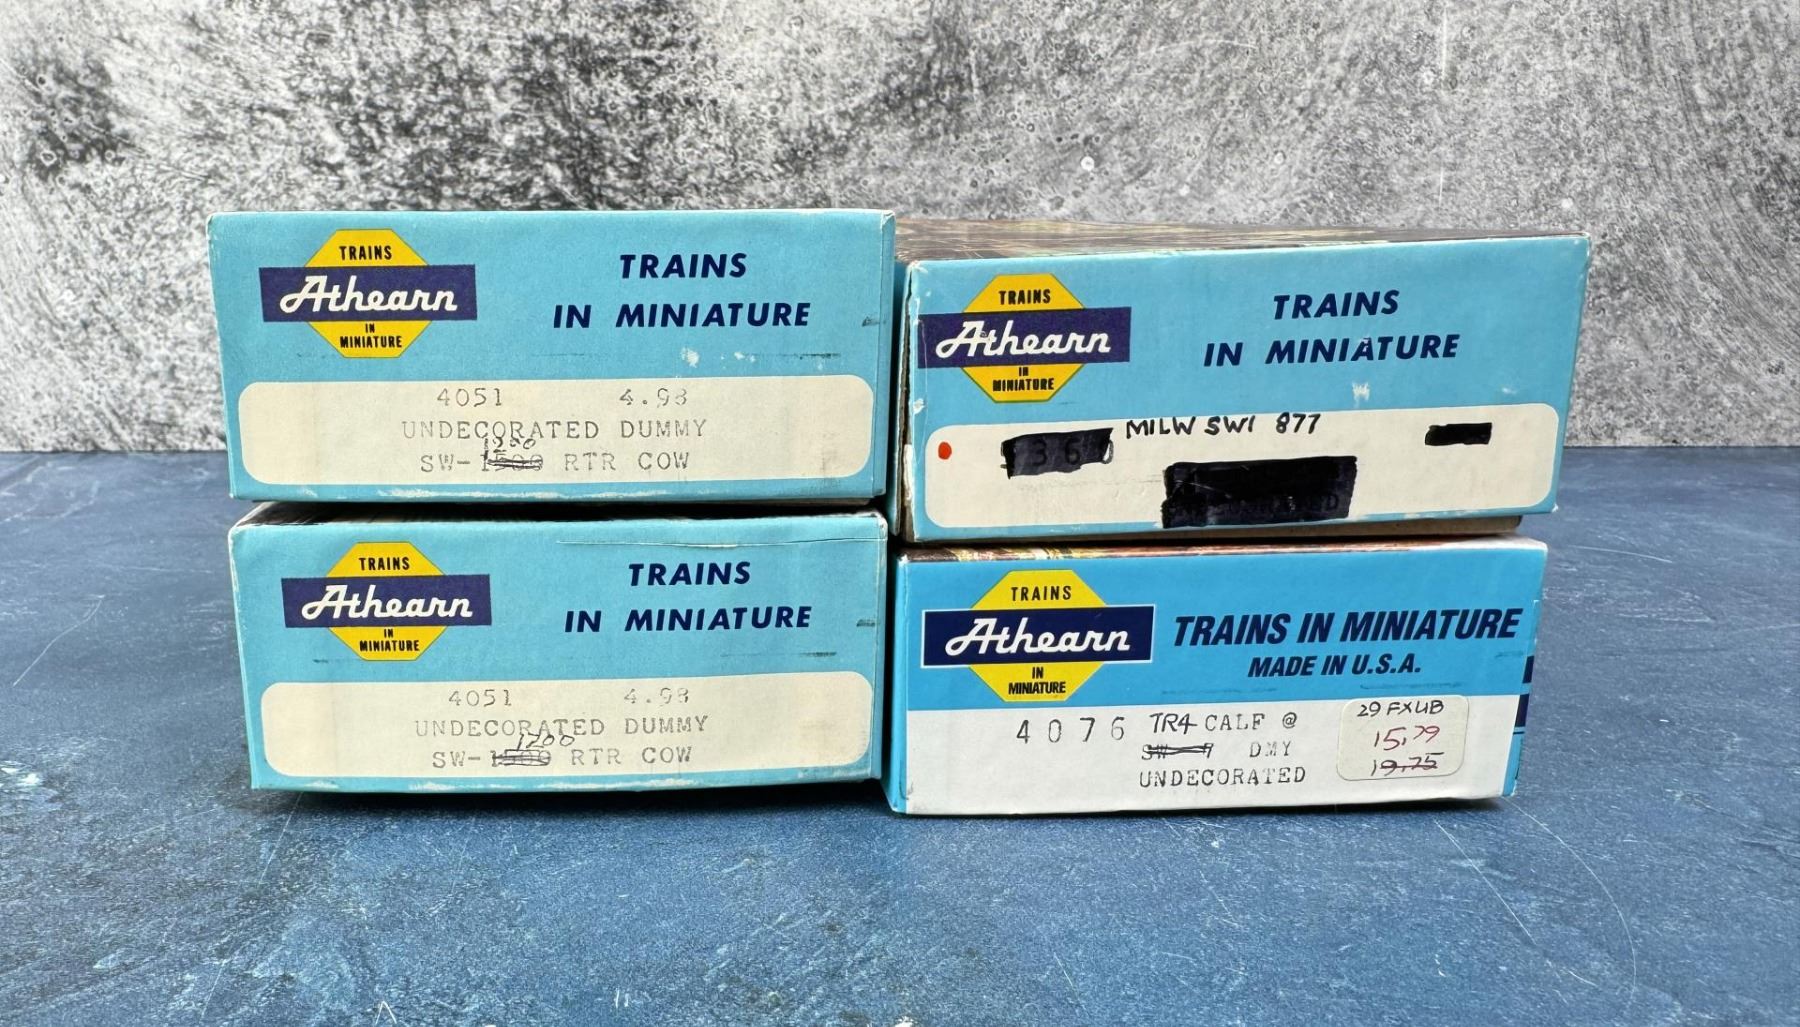 TRAINS
Athearn
IN
MINIATURE
TRAINS
IN MINIATURE
4051 4.98
UNDECORATED DUMMY
1200
SW-1500 RTR COW
TRAINS
Athearn
IN
MINIATURE
TRAINS
IN MINIATURE
MILW SW1 877
36
TRAINS
Athearn
IN
MINIATURE
TRAINS
IN MINIATURE
4051 4.98
UNDECORATED DUMMY
1200
SW-1500 RTR COW
TRAINS
Athearn
IN
MINIATURE
TRAINS IN MINIATURE
MADE IN U.S.A.
4076 TR4 CALF @
SW 7 DMY
UNDECORATED
29 FXUB
15.79
19.75